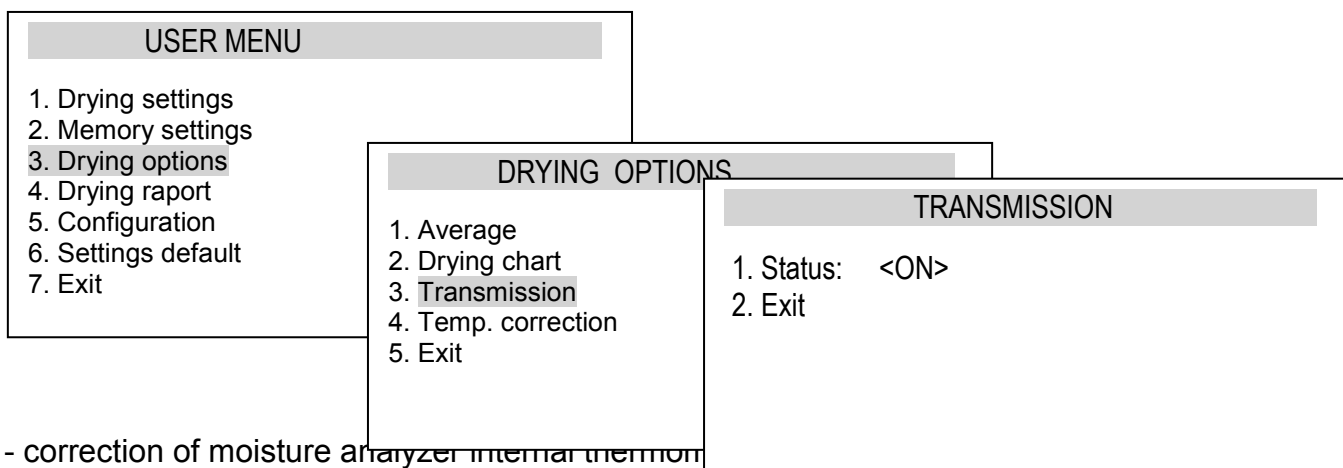 USER MENU
1. Drying settings
2. Memory settings
3. Drying options
4. Drying raport
5. Configuration
6. Settings default
7. Exit
DRYING OPTIONS
1. Average
2. Drying chart
3. Transmission
4. Temp. correction
5. Exit
TRANSMISSION
1. Status: <ON>
2. Exit
- correction of moisture analyzer internal